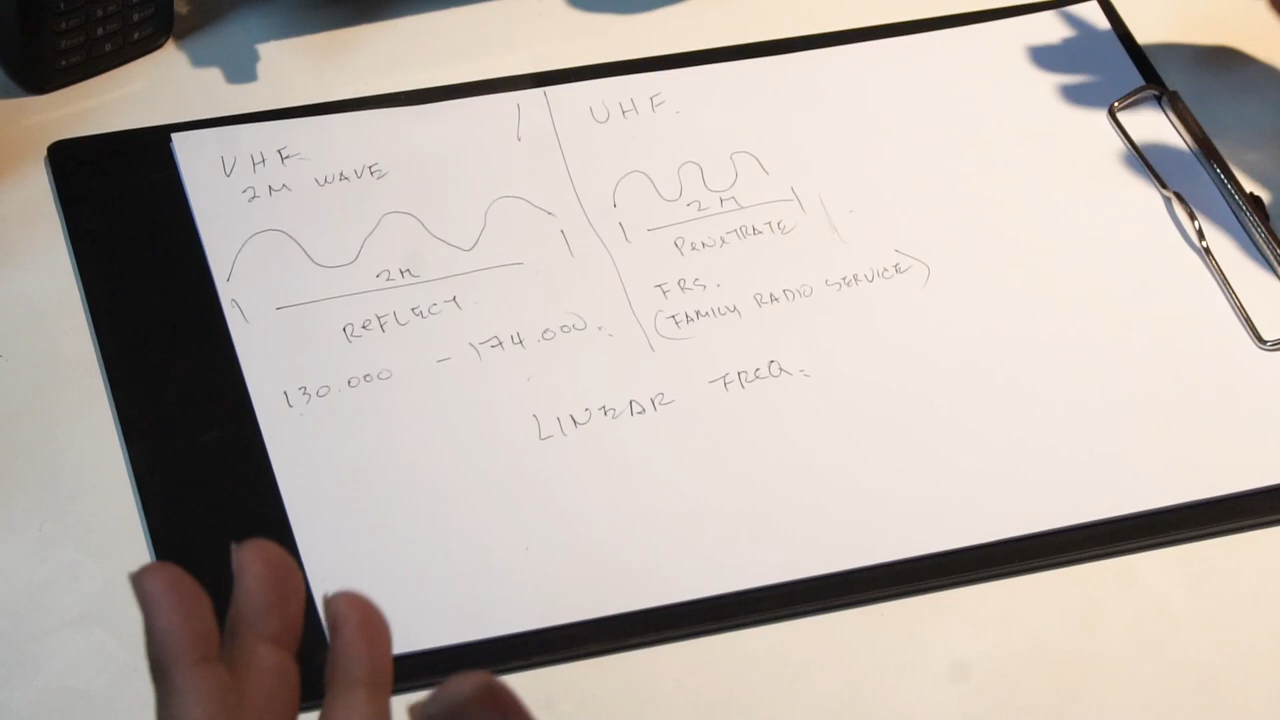 VHF
2M WAVE
2M
REFLECT
130.000 - 174.000
UHF.
2M
PENETRATE
FRS.
(FAMILY RADIO SERVICE)
LINEAR FREQ.